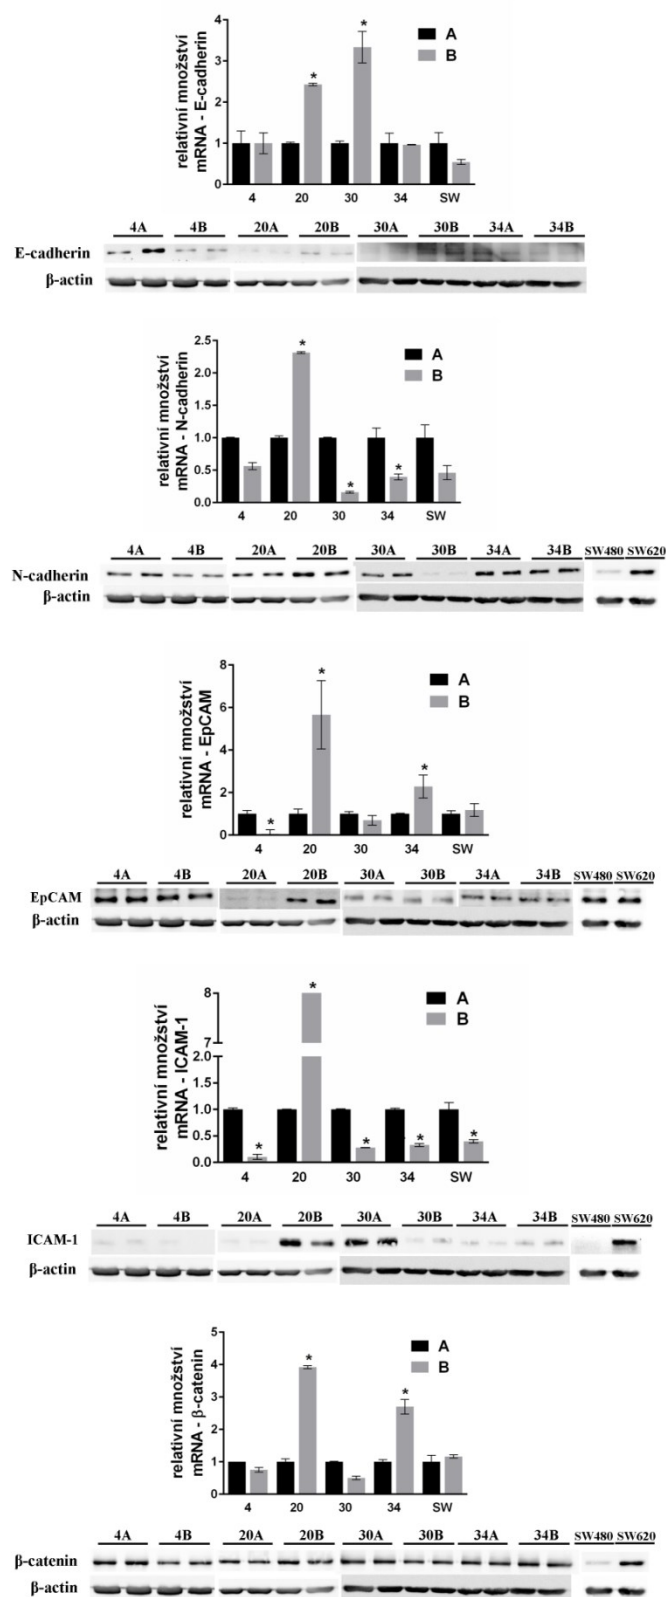 relativní množství
mRNA - E-cadherin
4
3
2
1
0
A
B
*
*
4 20 30 34 SW
4A 4B 20A 20B 30A 30B 34A 34B
E-cadherin
β-actin
relativní množství
mRNA - N-cadherin
2.5
2.0
1.5
1.0
0.5
0.0
A
B
*
*
*
4 20 30 34 SW
4A 4B 20A 20B 30A 30B 34A 34B SW480 SW620
N-cadherin
β-actin
relativní množství
mRNA - EpCAM
8
6
4
2
0
A
B
*
*
*
4 20 30 34 SW
4A 4B 20A 20B 30A 30B 34A 34B SW480 SW620
EpCAM
β-actin
relativní množství
mRNA - ICAM-1
8
7
2.0
1.5
1.0
0.5
0.0
A
B
*
*
*
*
*
4 20 30 34 SW
4A 4B 20A 20B 30A 30B 34A 34B SW480 SW620
ICAM-1
β-actin
relativní množství
mRNA - β-catenin
5
4
3
2
1
0
A
B
*
*
4 20 30 34 SW
4A 4B 20A 20B 30A 30B 34A 34B SW480 SW620
β-catenin
β-actin